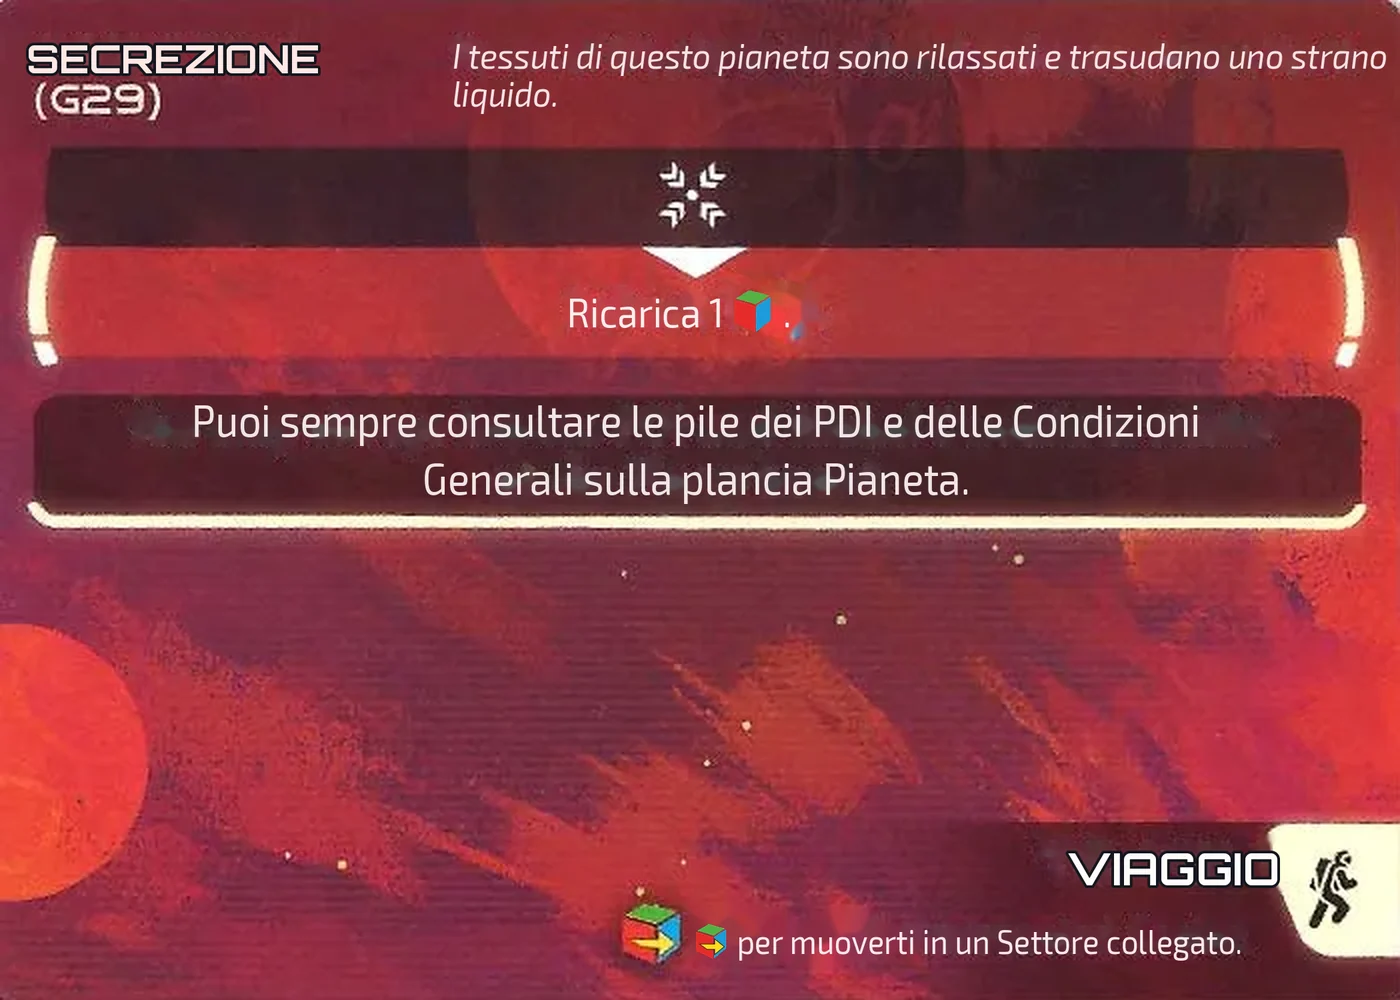 SECREZIONE
(G29)
I tessuti di questo pianeta sono rilassati e trasudano uno strano
liquido.
Ricarica 1 .
Puoi sempre consultare le pile dei PDI e delle Condizioni
Generali sulla plancia Pianeta.
VIAGGIO
per muoverti in un Settore collegato.